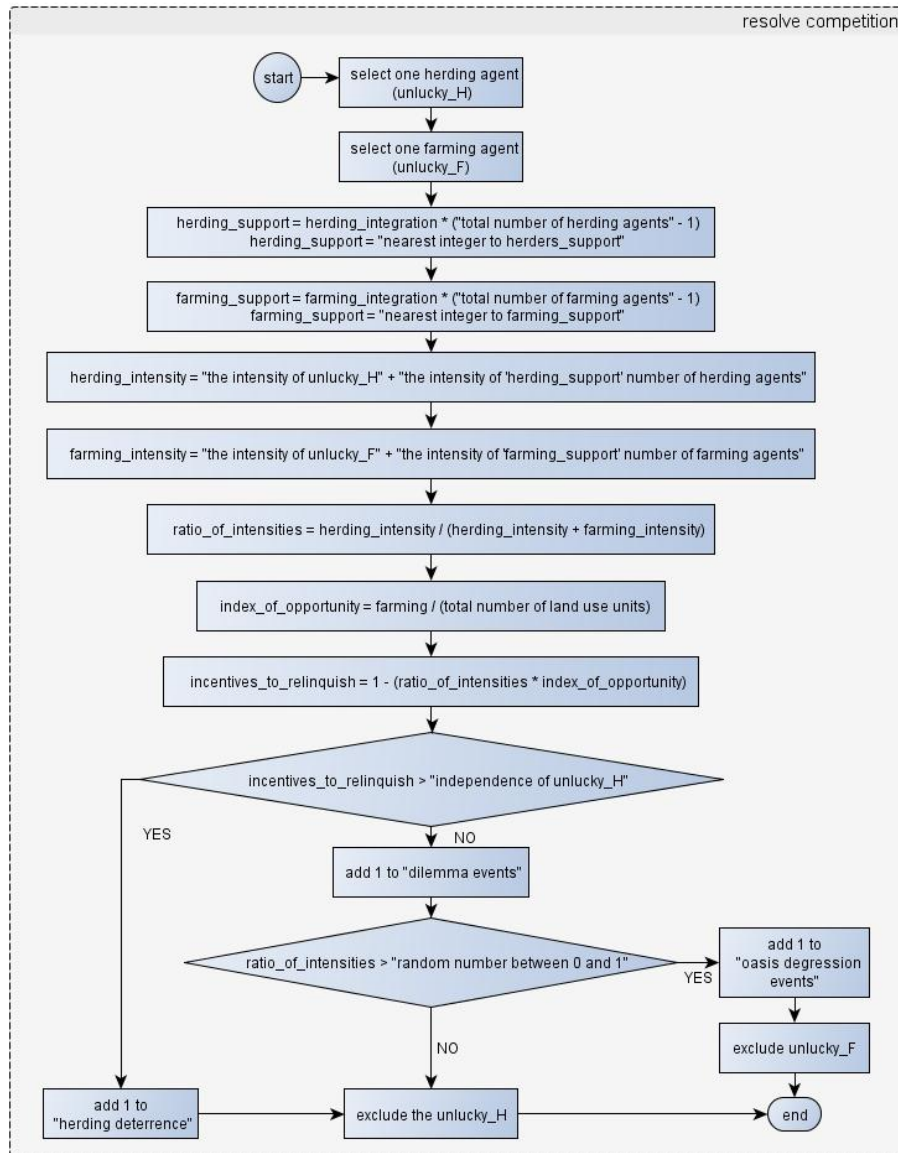 resolve competition
start
select one herding agent
(unlucky_H)
select one farming agent
(unlucky_F)
herding_support = herding_integration * ("total number of herding agents" - 1)
herding_support = "nearest integer to herders_support"
farming_support = farming_integration * ("total number of farming agents" - 1)
farming_support = "nearest integer to farming_support"
herding_intensity = "the intensity of unlucky_H" + "the intensity of 'herding_support' number of herding agents"
farming_intensity = "the intensity of unlucky_F" + "the intensity of 'farming_support' number of farming agents"
ratio_of_intensities = herding_intensity / (herding_intensity + farming_intensity)
index_of_opportunity = farming / (total number of land use units)
incentives_to_relinquish = 1 - (ratio_of_intensities * index_of_opportunity)
incentives_to_relinquish > "independence of unlucky_H"
YES
NO
add 1 to "dilemma events"
ratio_of_intensities > "random number between 0 and 1"
YES
add 1 to
"oasis degression
events"
NO
exclude unlucky_F
add 1 to
"herding deterrence"
exclude the unlucky_H
end